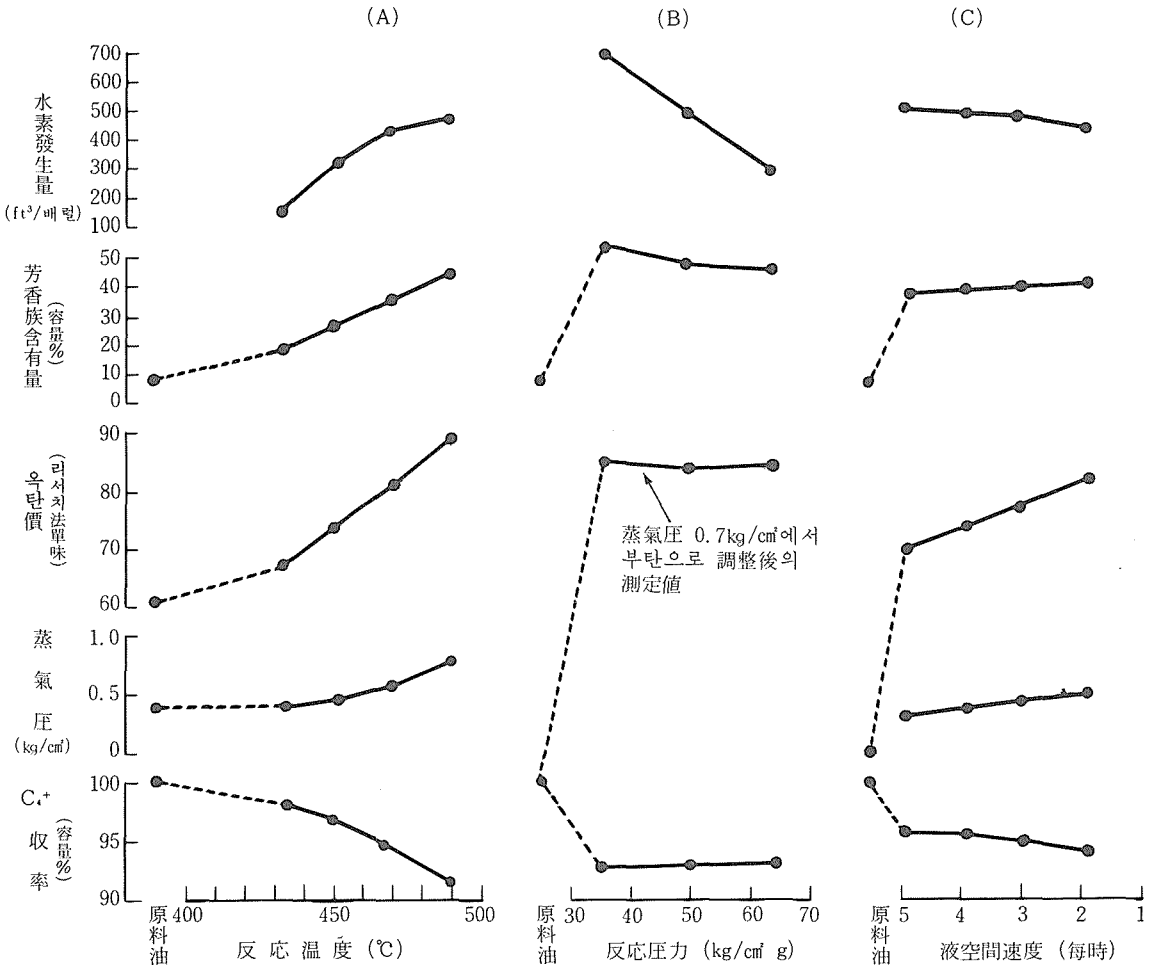 (A)
(B)
(C)
水素發生量
(ft³/배럴)
700
600
500
400
300
200
100
芳香族含有量
(容量%)
50
40
30
20
10
0
옥탄價
(리서치法單味)
90
80
70
60
蒸氣圧 0.7kg/cm²에서
부탄으로 調整後의
測定値
蒸氣圧
(kg/cm²)
1.0
0.5
0
C₄⁺
収率
(容量%)
100
95
90
原料油
400
450
500
反応温度 (℃)
原料油
30
40
50
60
70
反応圧力 (kg/cm² g)
原料油
5
4
3
2
1
液空間速度 (每時)